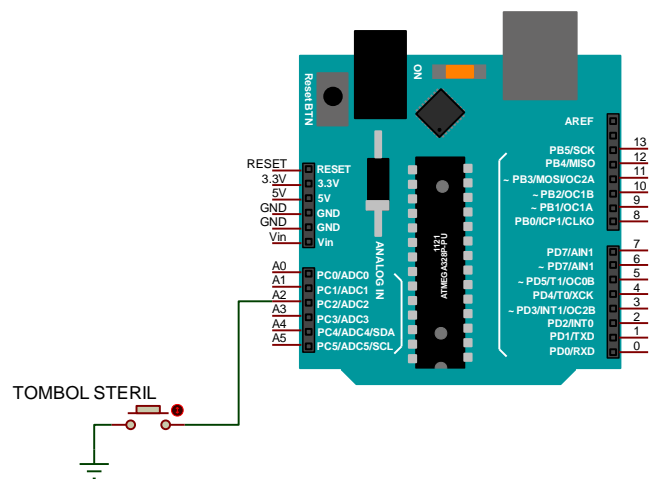 ON
ResetBTN
AREF
13
PB5/SCK
12
PB4/MISO
11
~ PB3/MOSI/OC2A
10
~ PB2/OC1B
9
~ PB1/OC1A
8
PB0/ICP1/CLKO
RESET
RESET
3.3V
3.3V
5V
5V
GND
GND
GND
GND
Vin
Vin
ANALOG IN
1121
ATMEGA328P-PU
7
PD7/AIN1
6
~ PD7/AIN1
5
~ PD5/T1/OC0B
4
PD4/T0/XCK
3
~ PD3/INT1/OC2B
2
PD2/INT0
1
PD1/TXD
0
PD0/RXD
A0
PC0/ADC0
A1
PC1/ADC1
A2
PC2/ADC2
A3
PC3/ADC3
A4
PC4/ADC4/SDA
A5
PC5/ADC5/SCL
TOMBOL STERIL